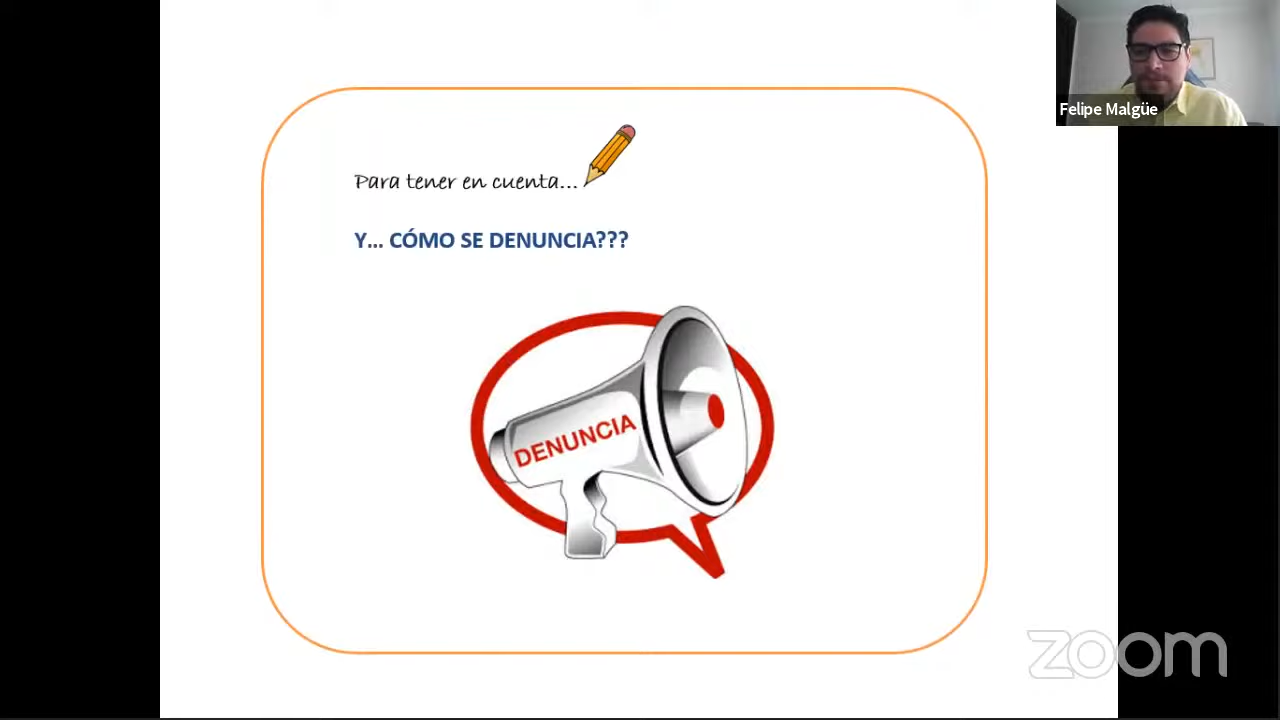 Felipe Malgüe
Para tener en cuenta...
Y... CÓMO SE DENUNCIA???
DENUNCIA
zoom